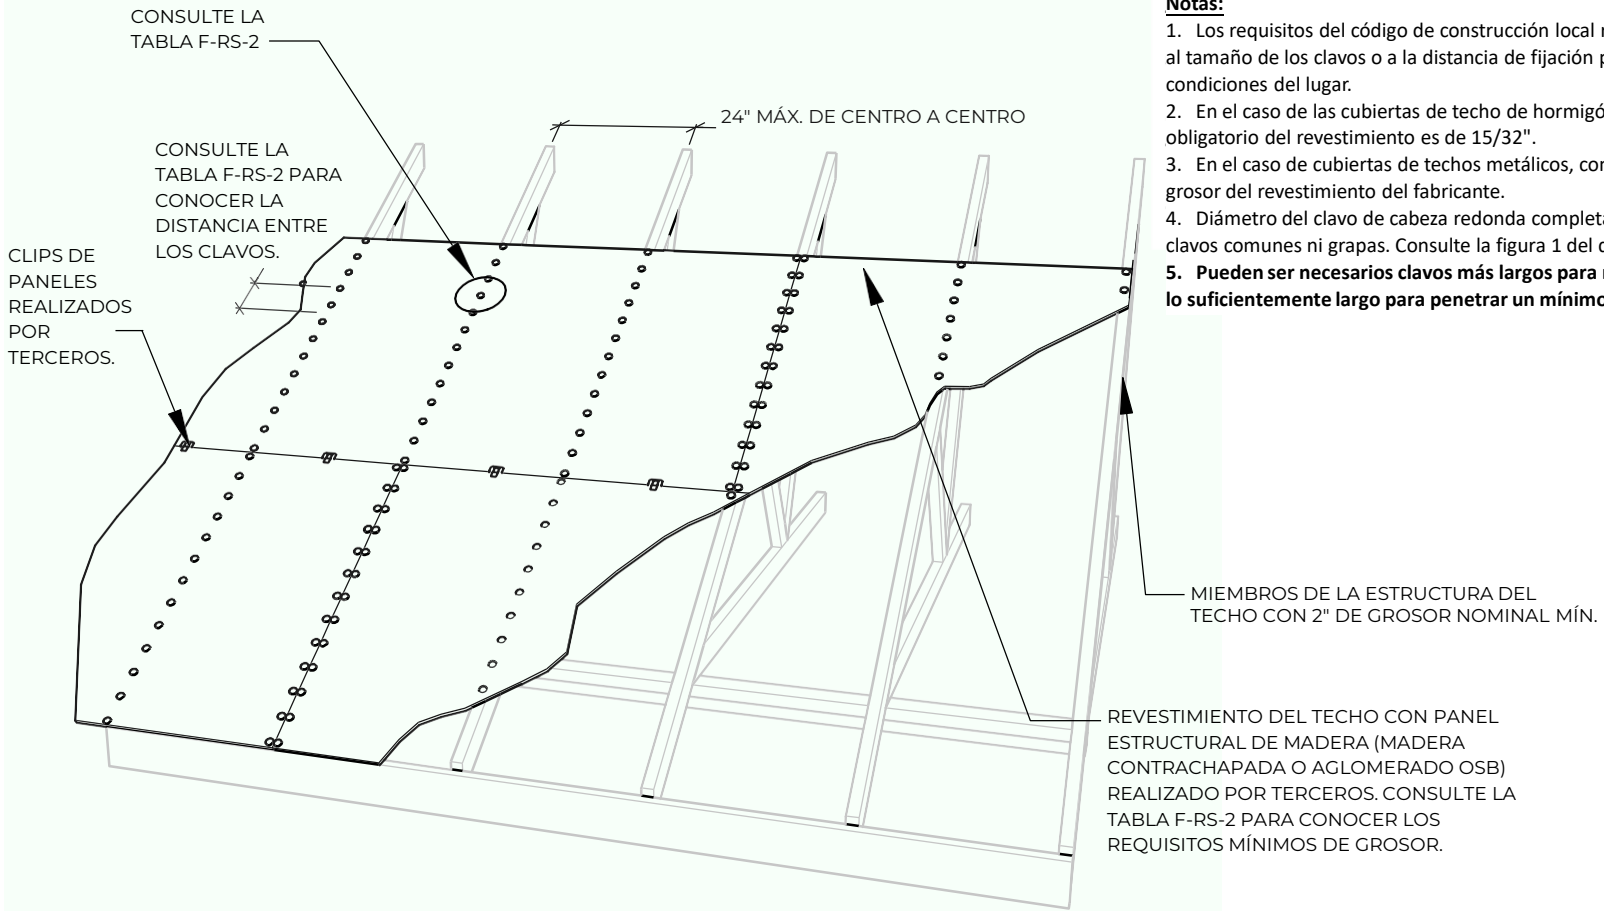 CONSULTE LA
TABLA F-RS-2
24" MÁX. DE CENTRO A CENTRO
CONSULTE LA
TABLA F-RS-2 PARA
CONOCER LA
DISTANCIA ENTRE
LOS CLAVOS.
CLIPS DE
PANELES
REALIZADOS
POR
TERCEROS.
Notas:
1. Los requisitos del código de construcción local
al tamaño de los clavos o a la distancia de fijación
condiciones del lugar.
2. En el caso de las cubiertas de techo de
obligatorio del revestimiento es de 15/32".
3. En el caso de cubiertas de techos metálicos,
grosor del revestimiento del fabricante.
4. Diámetro del clavo de cabeza redonda
clavos comunes ni grapas. Consulte la figura 1 del
5. Pueden ser necesarios clavos más largos para
lo suficientemente largo para penetrar un
MIEMBROS DE LA ESTRUCTURA DEL
TECHO CON 2" DE GROSOR NOMINAL MÍN.
REVESTIMIENTO DEL TECHO CON PANEL
ESTRUCTURAL DE MADERA (MADERA
CONTRACHAPADA O AGLOMERADO OSB)
REALIZADO POR TERCEROS. CONSULTE LA
TABLA F-RS-2 PARA CONOCER LOS
REQUISITOS MÍNIMOS DE GROSOR.